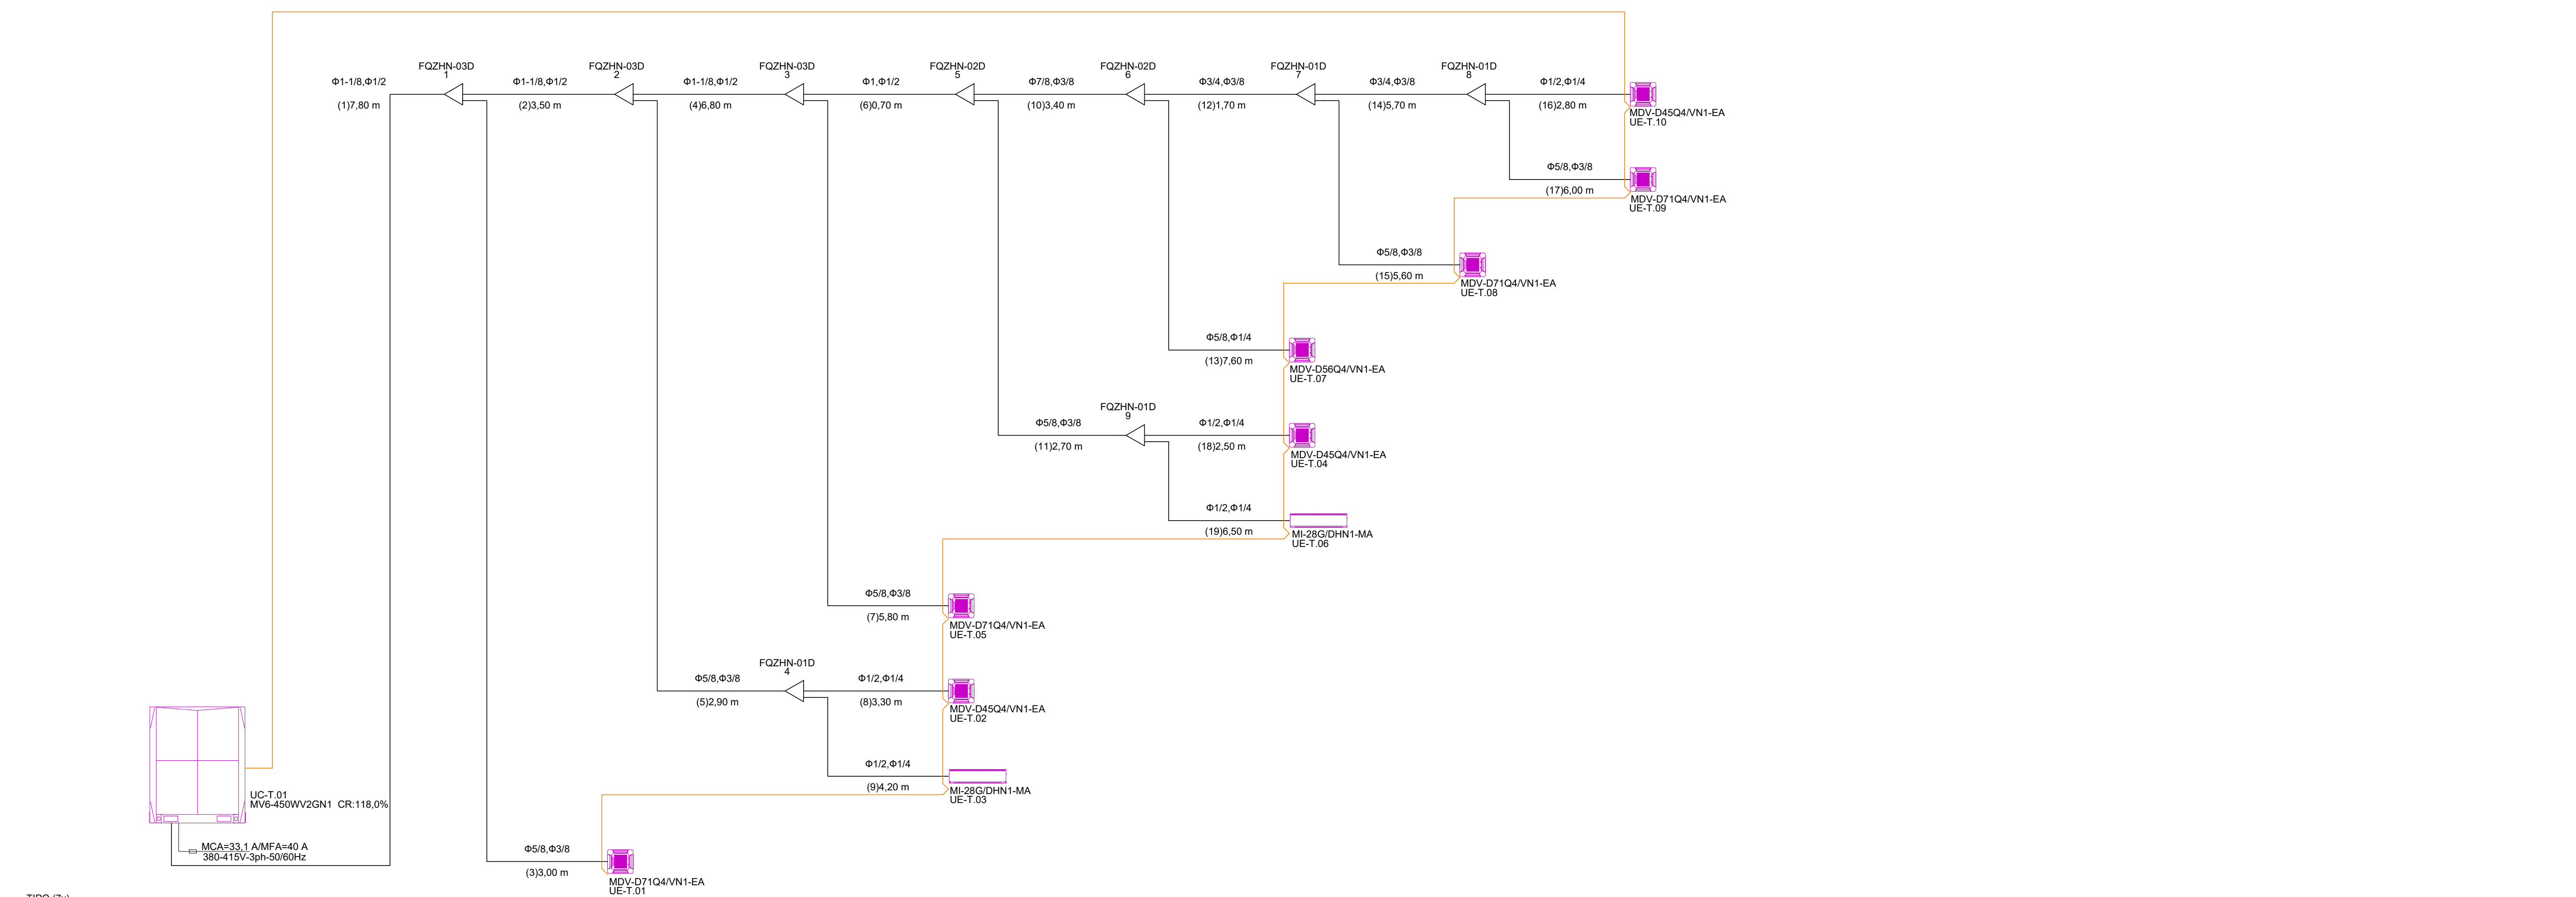 FQZHN-03D
1
FQZHN-03D
2
FQZHN-03D
3
FQZHN-02D
5
FQZHN-02D
6
FQZHN-01D
7
FQZHN-01D
8
Φ1-1/8,Φ1/2
(1)7,80 m
Φ1-1/8,Φ1/2
(2)3,50 m
Φ1-1/8,Φ1/2
(4)6,80 m
Φ1,Φ1/2
(6)0,70 m
Φ7/8,Φ3/8
(10)3,40 m
Φ3/4,Φ3/8
(12)1,70 m
Φ3/4,Φ3/8
(14)5,70 m
Φ1/2,Φ1/4
(16)2,80 m
MDV-D45Q4/VN1-EA
UE-T.10
Φ5/8,Φ3/8
(17)6,00 m
MDV-D71Q4/VN1-EA
UE-T.09
Φ5/8,Φ3/8
(15)5,60 m
MDV-D71Q4/VN1-EA
UE-T.08
Φ5/8,Φ1/4
(13)7,60 m
MDV-D56Q4/VN1-EA
UE-T.07
FQZHN-01D
9
Φ5/8,Φ3/8
(11)2,70 m
Φ1/2,Φ1/4
(18)2,50 m
MDV-D45Q4/VN1-EA
UE-T.04
Φ1/2,Φ1/4
(19)6,50 m
MI-28G/DHN1-MA
UE-T.06
Φ5/8,Φ3/8
(7)5,80 m
MDV-D71Q4/VN1-EA
UE-T.05
FQZHN-01D
4
Φ5/8,Φ3/8
(5)2,90 m
Φ1/2,Φ1/4
(8)3,30 m
MDV-D45Q4/VN1-EA
UE-T.02
Φ1/2,Φ1/4
(9)4,20 m
MI-28G/DHN1-MA
UE-T.03
UC-T.01
MV6-450WV2GN1 CR:118,0%
MCA=33,1 A/MFA=40 A
380-415V-3ph-50/60Hz
Φ5/8,Φ3/8
(3)3,00 m
MDV-D71Q4/VN1-EA
UE-T.01